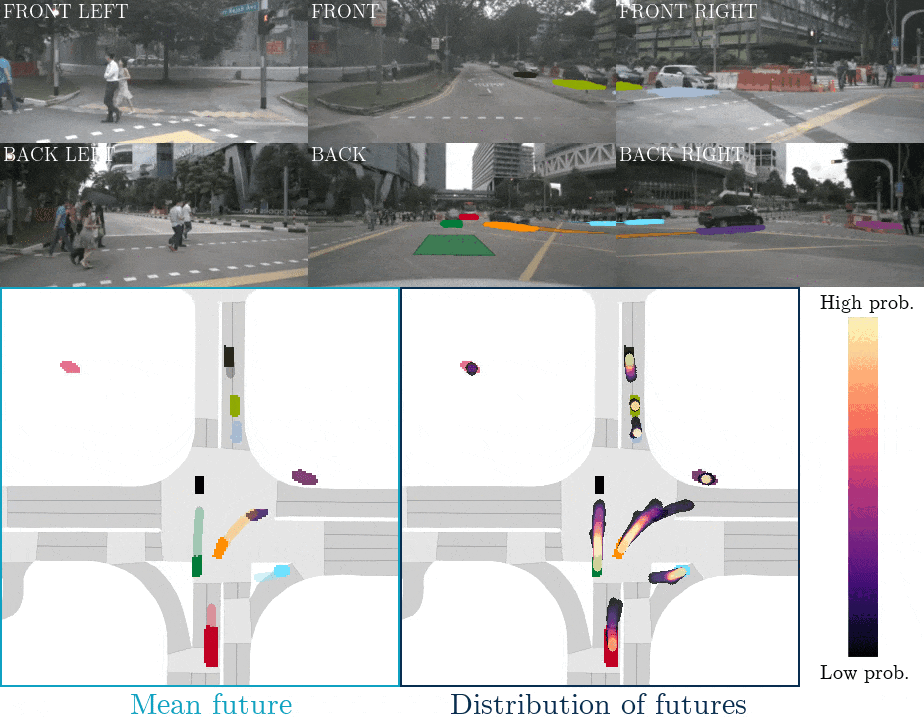 FRONT LEFT
FRONT
FRONT RIGHT
BACK LEFT
BACK
BACK RIGHT
High prob.
Low prob.
Mean future
Distribution of futures